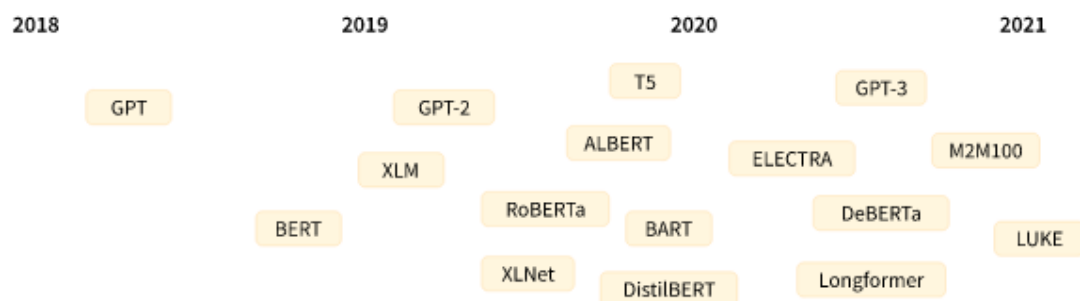 2018 2019 2020 2021
T5 GPT-3
GPT GPT-2
ALBERT M2M100
ELECTRA
XLM
RoBERTa DeBERTa
BERT BART LUKE
XLNet Longformer
DistilBERT